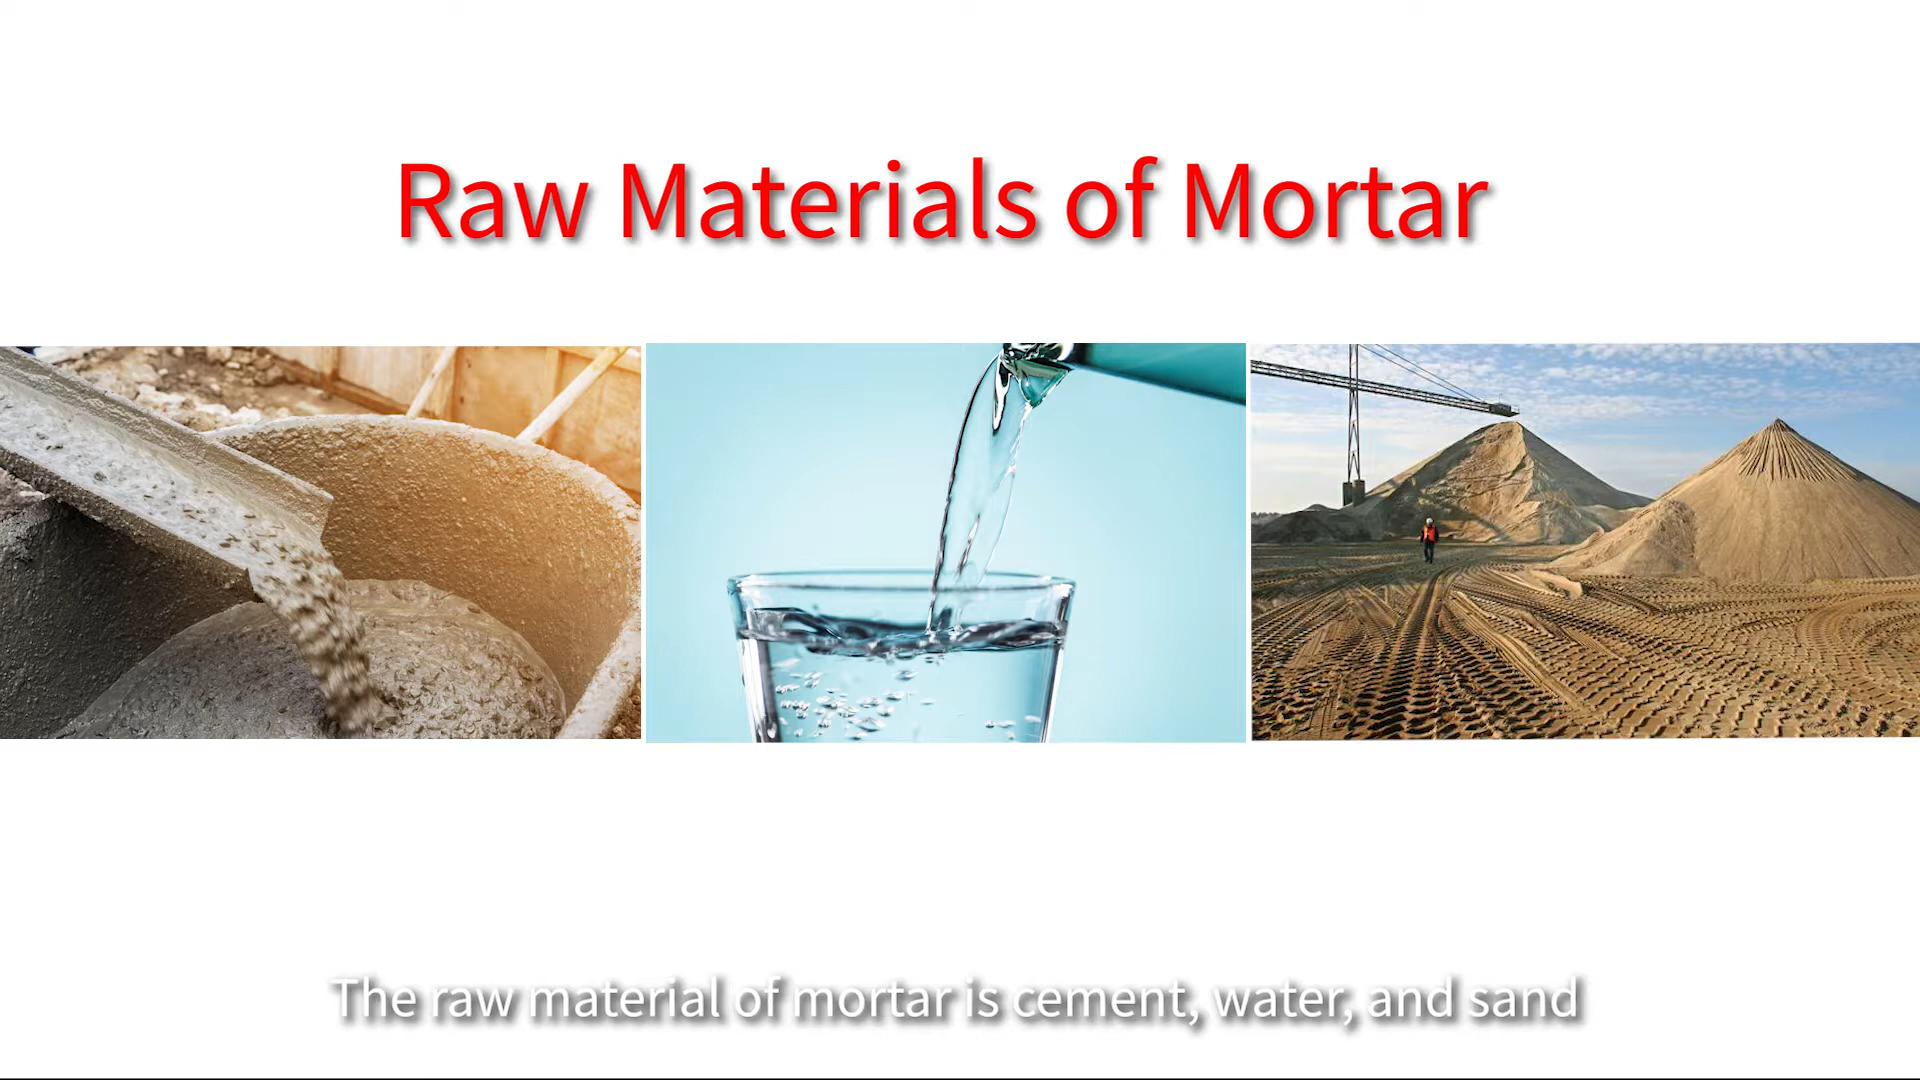 Raw Materials of Mortar
The raw material of mortar is cement, water, and sand